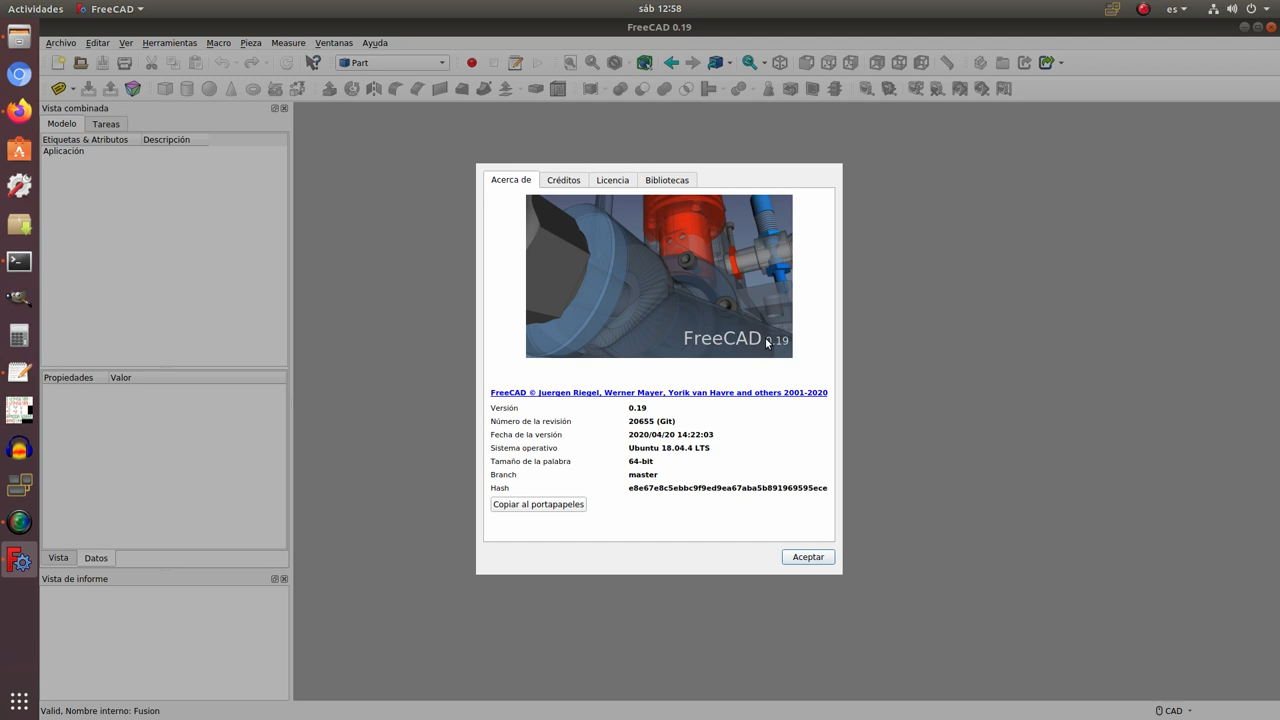 Actividades FreeCAD sáb 12:58 es
FreeCAD 0.19
Archivo Editar Ver Herramientas Macro Pieza Measure Ventanas Ayuda
Part
Vista combinada
Modelo Tareas
Etiquetas & Atributos Descripción
Aplicación
Propiedades Valor
Vista Datos
Vista de informe
Acerca de Créditos Licencia Bibliotecas
FreeCAD 0.19
FreeCAD © Juergen Riegel, Werner Mayer, Yorik van Havre and others 2001-2020
Versión 0.19
Número de la revisión 20655 (Git)
Fecha de la versión 2020/04/20 14:22:03
Sistema operativo Ubuntu 18.04.4 LTS
Tamaño de la palabra 64-bit
Branch master
Hash e8e67e8c5ebbc9f9ed9ea67aba5b891969595ece
Copiar al portapapeles
Aceptar
Valid, Nombre interno: Fusion CAD